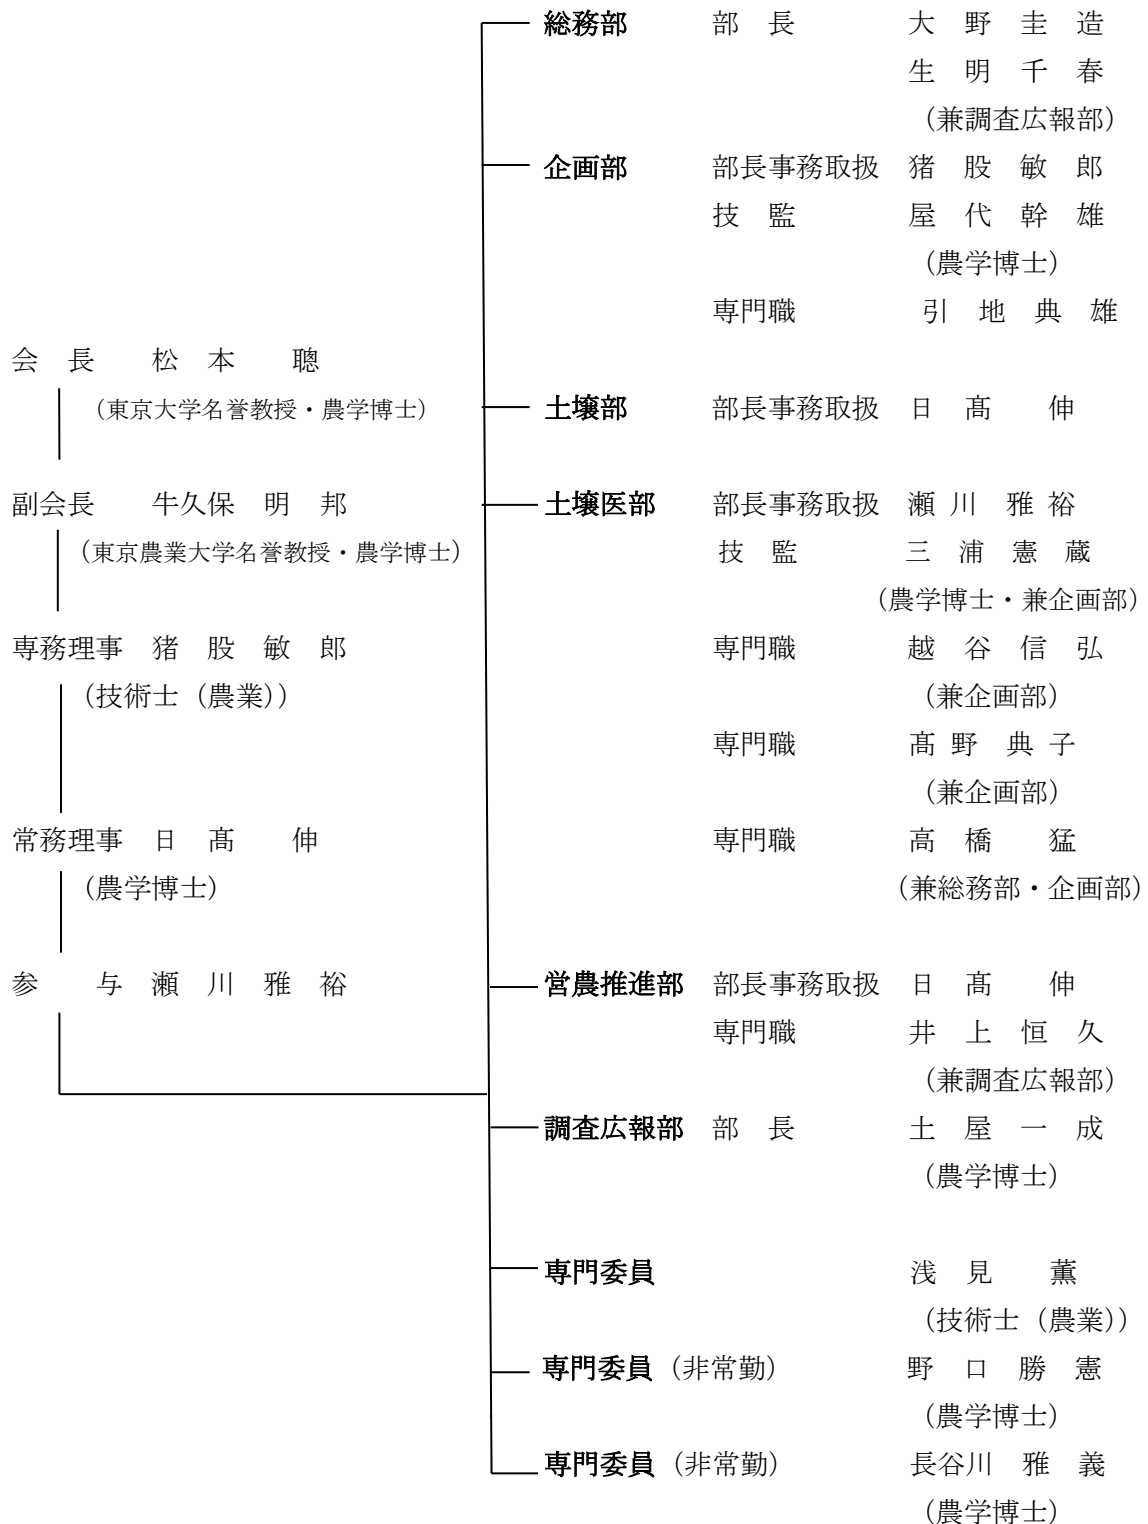 会　長　　松　本　　聰
（東京大学名誉教授・農学博士）
副会長　　牛久保　明　邦
（東京農業大学名誉教授・農学博士）
専務理事　猪　股　敏　郎
（技術士（農業））
常務理事　日　髙　　伸
（農学博士）
参　　与　瀬　川　雅　裕
総務部　　部　長　　大　野　圭　造
生　明　千　春
（兼調査広報部）
企画部　　部長事務取扱　猪　股　敏　郎
技　監　　屋　代　幹　雄
（農学博士）
専門職　　引　地　典　雄
土壌部　　部長事務取扱　日　髙　　伸
土壌医部　部長事務取扱　瀬　川　雅　裕
技　監　　三　浦　憲　蔵
（農学博士・兼企画部）
専門職　　越　谷　信　弘
（兼企画部）
専門職　　髙　野　典　子
（兼企画部）
専門職　　高　橋　　猛
（兼総務部・企画部）
営農推進部　部長事務取扱　日　髙　　伸
専門職　　井　上　恒　久
（兼調査広報部）
調査広報部　部　長　　土　屋　一　成
（農学博士）
専門委員　　浅　見　　薫
（技術士（農業））
専門委員（非常勤）　野　口　勝　憲
（農学博士）
専門委員（非常勤）　長谷川　雅　義
（農学博士）